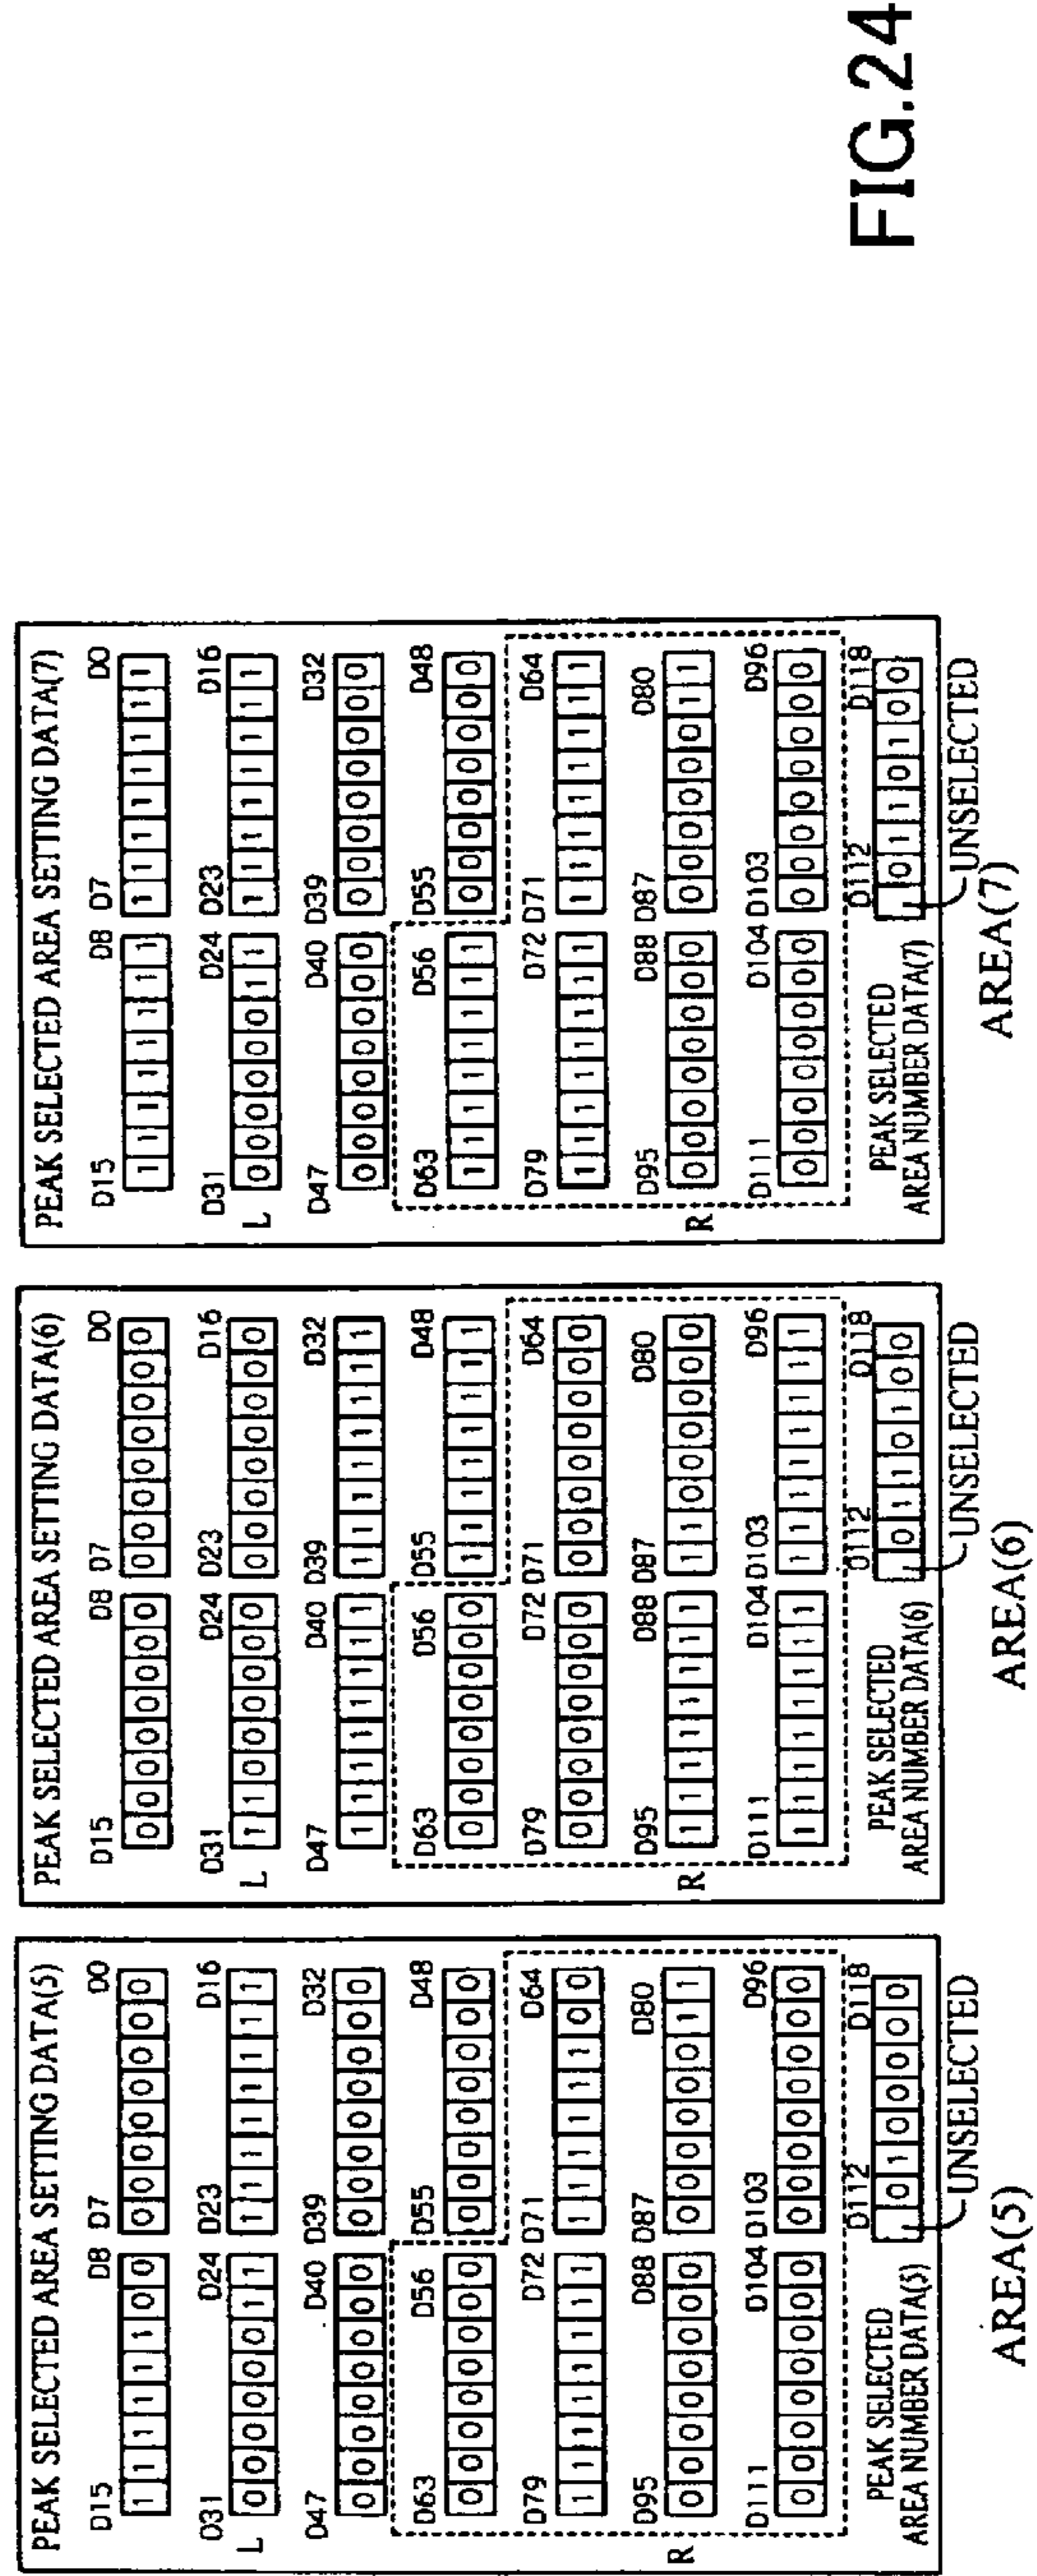 PEAK SELECTED AREA SETTING DATA(5)
D15 D8 D7 D0
1 1 1 1 1 1 0 0 0 0 0 0 0 0 0 0
D31 D24 D23 D16
L 0 0 0 0 0 0 1 1 1 1 1 1 1 1 1 1
D47 D40 D39 D32
0 0 0 0 0 0 0 0 0 0 0 0 0 0 0 0
D63 D56 D55 D48
0 0 0 0 0 0 0 0 0 0 0 0 0 0 0 0
D79 D72 D71 D64
1 1 1 1 1 1 1 1 1 1 1 1 1 1 0 0
D95 D88 D87 D80
R 0 0 0 0 0 0 0 0 0 0 0 0 0 0 1 1
D111 D104 D103 D96
0 0 0 0 0 0 0 0 0 0 0 0 0 0 0 0
D112 D118
PEAK SELECTED
AREA NUMBER DATA(5) 0 1 0 0 0 0 0
UNSELECTED
AREA(5)
PEAK SELECTED AREA SETTING DATA(6)
D15 D8 D7 D0
0 0 0 0 0 0 0 0 0 0 0 0 0 0 0 0
D31 D24 D23 D16
L 1 1 0 0 0 0 0 0 0 0 0 0 0 0 0 0
D47 D40 D39 D32
1 1 1 1 1 1 1 1 1 1 1 1 1 1 1 1
D63 D56 D55 D48
0 0 0 0 0 0 0 0 1 1 1 1 1 1 1 1
D79 D72 D71 D64
0 0 0 0 0 0 0 0 0 0 0 0 0 0 0 0
D95 D88 D87 D80
R 1 1 1 1 1 1 1 1 1 1 0 0 0 0 0 0
D111 D104 D103 D96
1 1 1 1 1 1 1 1 1 1 1 1 1 1 1 1
D112 D118
PEAK SELECTED
AREA NUMBER DATA(6) 0 1 1 0 1 0 0
UNSELECTED
AREA(6)
PEAK SELECTED AREA SETTING DATA(7)
D15 D8 D7 D0
1 1 1 1 1 1 1 1 1 1 1 1 1 1 1 1
D31 D24 D23 D16
L 0 0 0 0 0 0 1 1 1 1 1 1 1 1 1 1
D47 D40 D39 D32
0 0 0 0 0 0 0 0 0 0 0 0 0 0 0 0
D63 D56 D55 D48
1 1 1 1 1 1 1 1 0 0 0 0 0 0 0 0
D79 D72 D71 D64
1 1 1 1 1 1 1 1 1 1 1 1 1 1 1 1
D95 D88 D87 D80
R 0 0 0 0 0 0 0 0 0 0 0 0 0 0 1 1
D111 D104 D103 D96
0 0 0 0 0 0 0 0 0 0 0 0 0 0 0 0
D112 D118
PEAK SELECTED
AREA NUMBER DATA(7) 0 1 1 0 1 0 0
UNSELECTED
AREA(7)
FIG.24